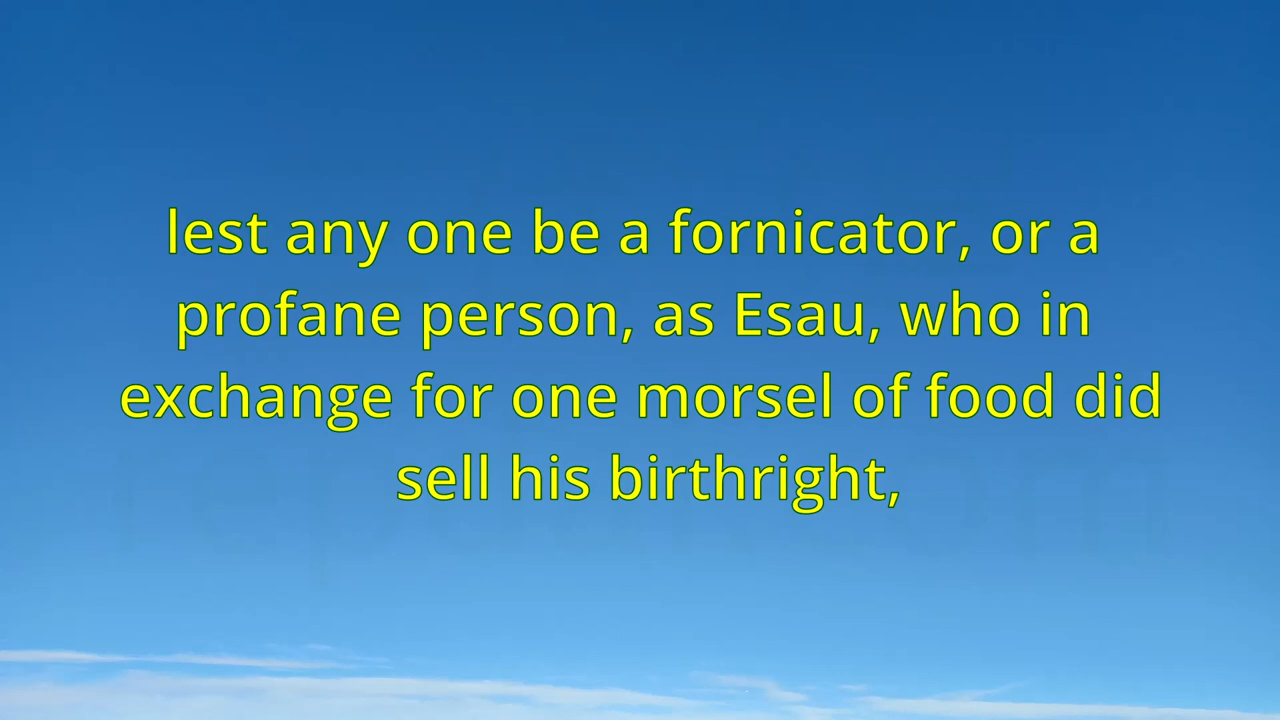 lest any one be a fornicator, or a
profane person, as Esau, who in
exchange for one morsel of food did
sell his birthright,